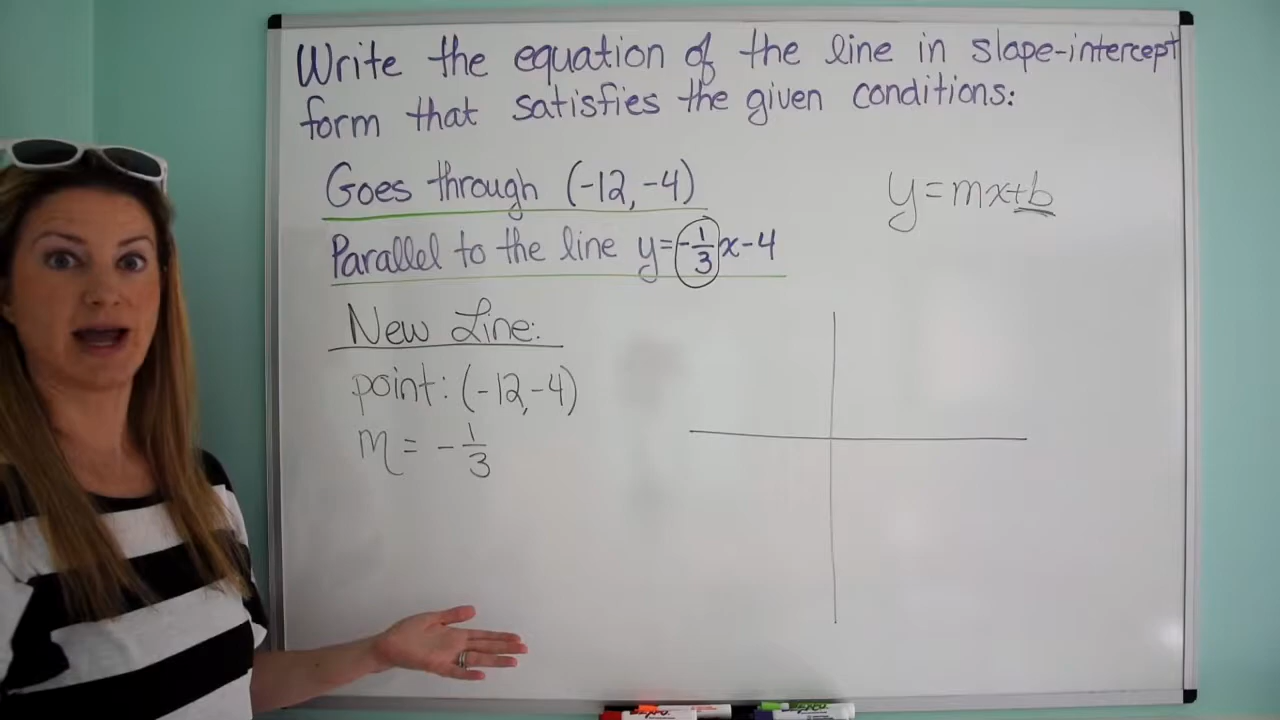 Write the equation of the line in slope-intercept
form that satisfies the given conditions:
Goes through (-12, -4)
y = mx+b
Parallel to the line y = -1/3 x - 4
New Line:
point: (-12, -4)
m = - 1/3